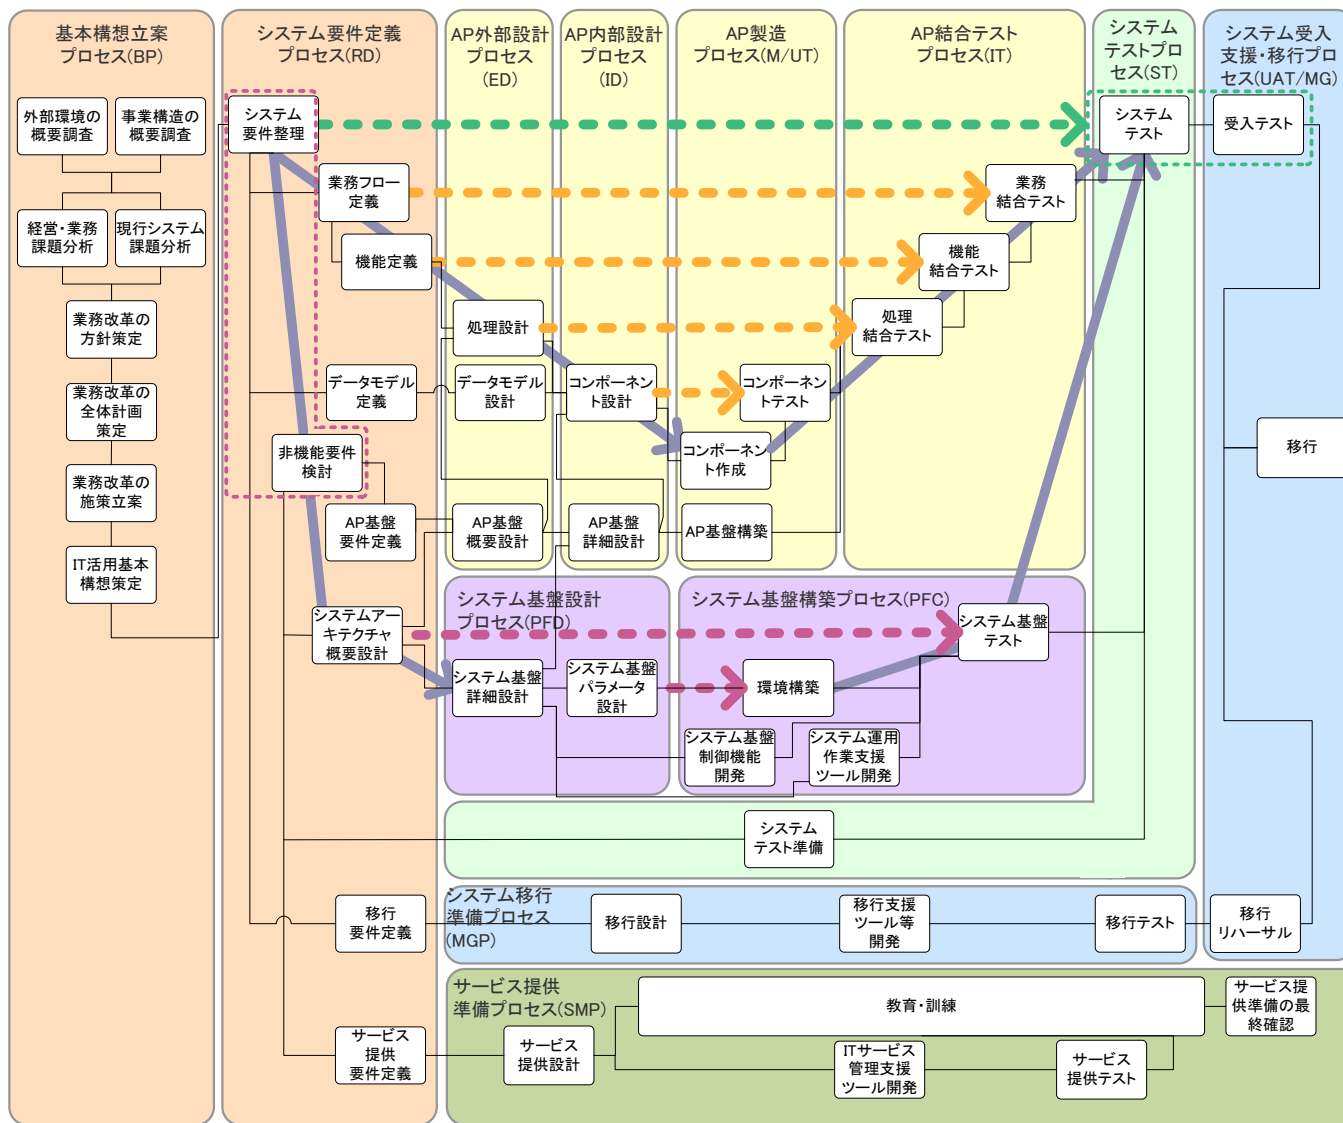 基本構想立案
プロセス(BP)
外部環境の
概要調査
事業構造の
概要調査
経営・業務
課題分析
現行システム
課題分析
業務改革の
方針策定
業務改革の
全体計画
策定
業務改革の
施策立案
IT活用基本
構想策定
システム要件定義
プロセス(RD)
システム
要件整理
業務フロー
定義
機能定義
データモデル
定義
非機能要件
検討
AP基盤
要件定義
システムアー
キテクチャ
概要設計
移行
要件定義
サービス
提供
要件定義
AP外部設計
プロセス
(ED)
処理設計
データモデル
設計
AP基盤
概要設計
AP内部設計
プロセス
(ID)
コンポーネ
ント設計
AP基盤
詳細設計
AP製造
プロセス(M/UT)
コンポーネン
トテスト
コンポーネン
ト作成
AP基盤構築
AP結合テスト
プロセス(IT)
業務
結合テスト
機能
結合テスト
処理
結合テスト
システム基盤設計
プロセス(PFD)
システム基盤
詳細設計
システム基盤
パラメータ
設計
システム基盤構築プロセス(PFC)
システム基盤
テスト
環境構築
システム基盤
制御機能
開発
システム運用
作業支援
ツール開発
システム
テストプロ
セス(ST)
システム
テスト
システム
テスト準備
システム受入
支援・移行プロ
セス(UAT/MG)
受入テスト
移行
移行
リハーサル
システム移行
準備プロセス
(MGP)
移行設計
移行支援
ツール等
開発
移行テスト
サービス提供
準備プロセス(SMP)
サービス
提供設計
教育・訓練
ITサービス
管理支援
ツール開発
サービス
提供テスト
サービス提
供準備の最
終確認